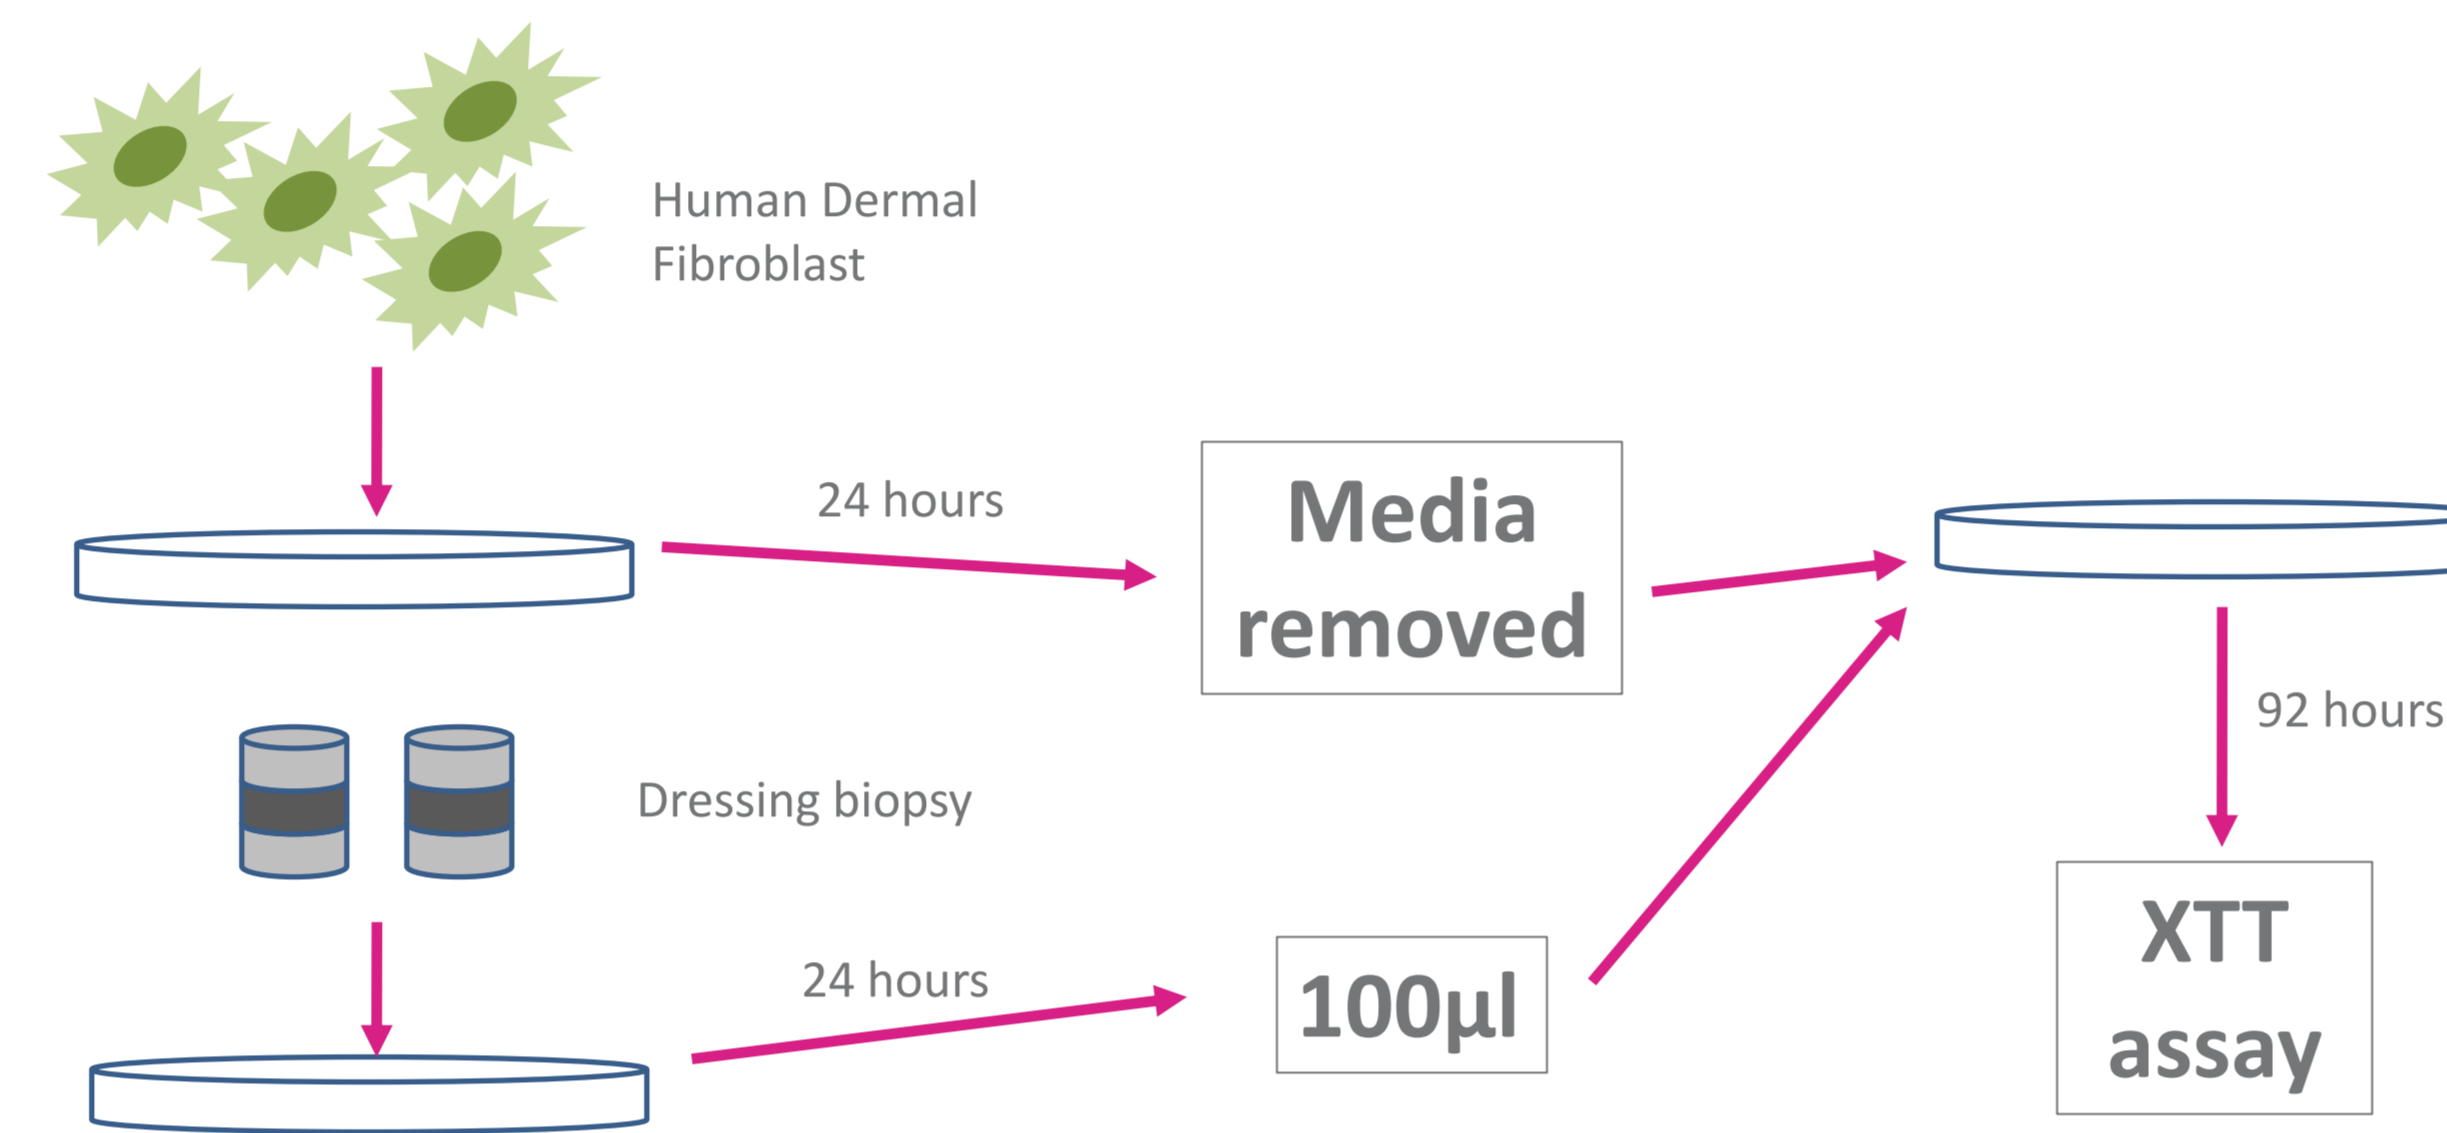 Human Dermal
Fibroblast
24 hours
Media
removed
92 hours
Dressing biopsy
24 hours
100µl
XTT
assay